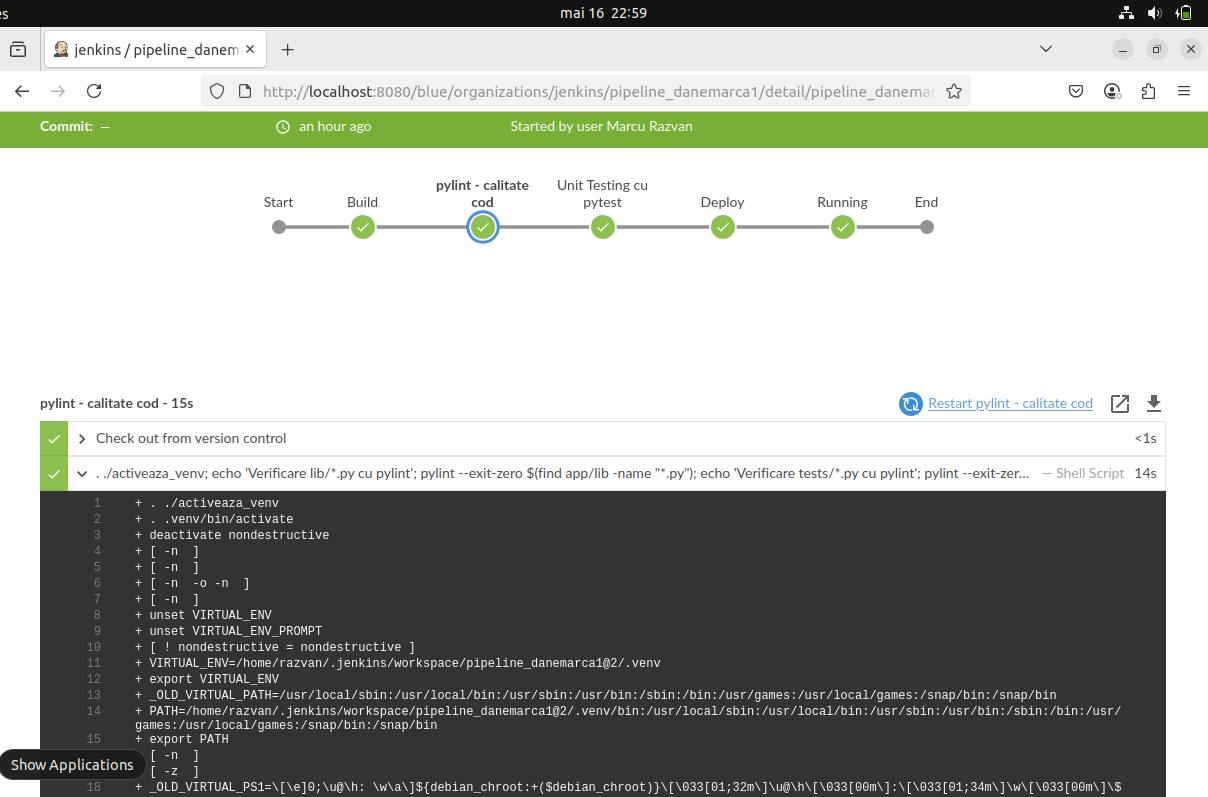 es
mai 16 22:59
jenkins / pipeline_danem
http://localhost:8080/blue/organizations/jenkins/pipeline_danemarca1/detail/pipeline_danemar
Commit: –
an hour ago
Started by user Marcu Razvan
Start
Build
pylint - calitate
cod
Unit Testing cu
pytest
Deploy
Running
End
pylint - calitate cod - 15s
Restart pylint - calitate cod
Check out from version control
<1s
. ./activeaza_venv; echo 'Verificare lib/*.py cu pylint'; pylint --exit-zero $(find app/lib -name "*.py"); echo 'Verificare tests/*.py cu pylint'; pylint --exit-zer... — Shell Script 14s
1 + . ./activeaza_venv
2 + . .venv/bin/activate
3 + deactivate nondestructive
4 + [ -n  ]
5 + [ -n  ]
6 + [ -n  -o -n  ]
7 + [ -n  ]
8 + unset VIRTUAL_ENV
9 + unset VIRTUAL_ENV_PROMPT
10 + [ ! nondestructive = nondestructive ]
11 + VIRTUAL_ENV=/home/razvan/.jenkins/workspace/pipeline_danemarca1@2/.venv
12 + export VIRTUAL_ENV
13 + _OLD_VIRTUAL_PATH=/usr/local/sbin:/usr/local/bin:/usr/sbin:/usr/bin:/sbin:/bin:/usr/games:/usr/local/games:/snap/bin:/snap/bin
14 + PATH=/home/razvan/.jenkins/workspace/pipeline_danemarca1@2/.venv/bin:/usr/local/sbin:/usr/local/bin:/usr/sbin:/usr/bin:/sbin:/bin:/usr/
games:/usr/local/games:/snap/bin:/snap/bin
15 + export PATH
[ -n  ]
Show Applications
[ -z  ]
18 + _OLD_VIRTUAL_PS1=\[\e]0;\u@\h: \w\a\]${debian_chroot:+($debian_chroot)}\[\033[01;32m\]\u@\h\[\033[00m\]:\[\033[01;34m\]\w\[\033[00m\]\$